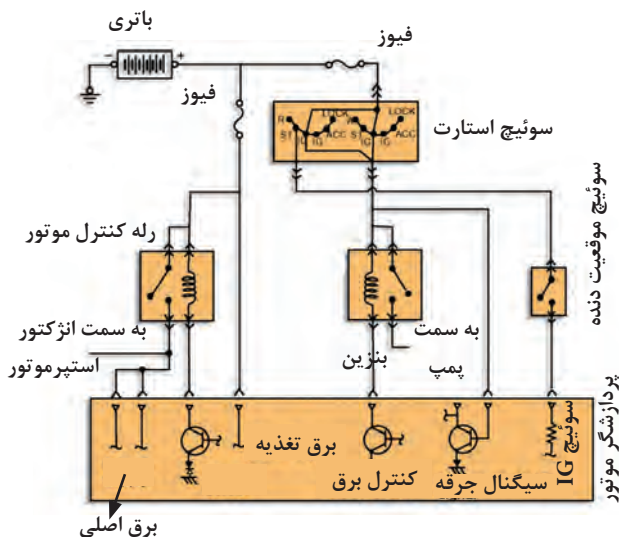 باتری
فیوز
فیوز
LOCK
LOCK
R
ST
IG
IG
ACC
ST
IG
ACC
سوئیچ استارت
سوئیچ موقعیت دنده
رله کنترل موتور
به سمت انژکتور
استپرموتور
به سمت
بنزین
پمپ
برق تغذیه
کنترل برق
سیگنال جرقه
سوئیچ IG
پردازشگر موتور
برق اصلی